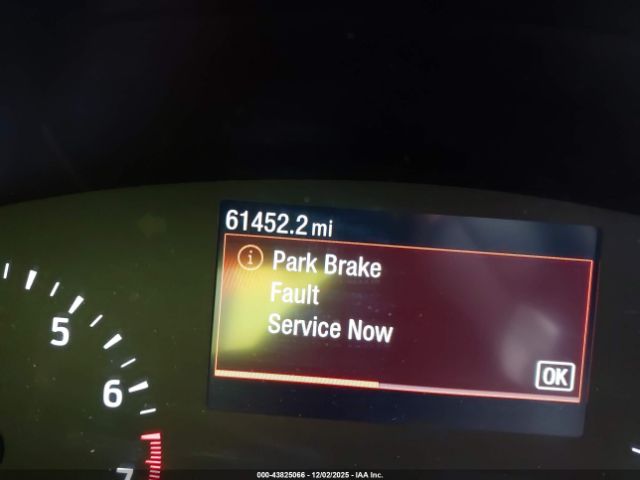 61452.2 mi
i Park Brake
Fault
Service Now
OK
5
6
7
000-43825066 - 12/02/2025 - IAA Inc.